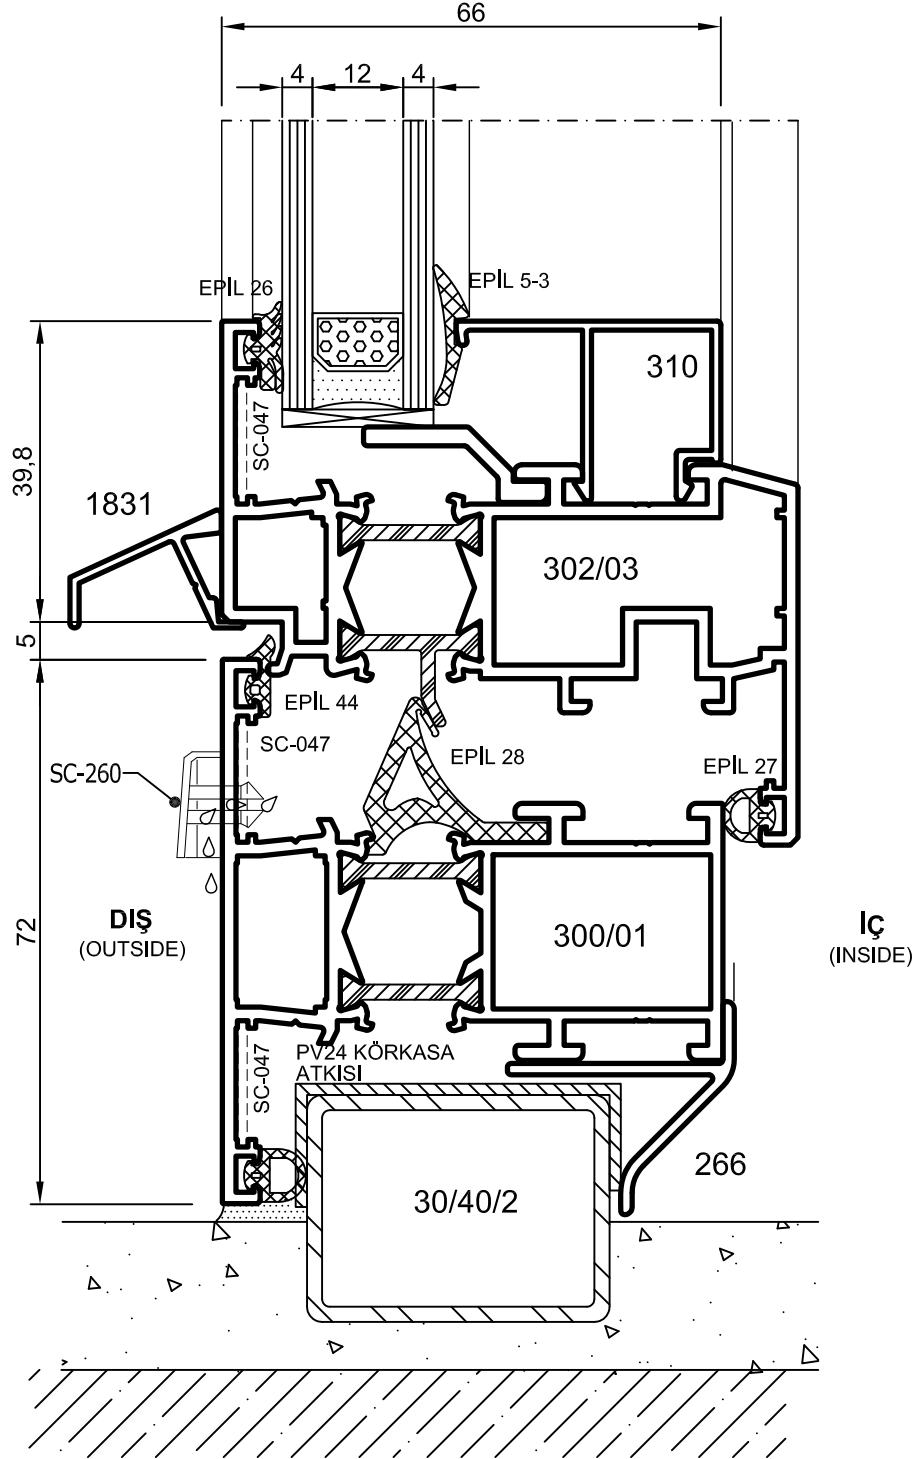 66
4 12 4
EPİL 26
EPİL 5-3
310
SC-047
39,8
1831
302/03
5
EPİL 44
SC-047
EPİL 28
EPİL 27
SC-260
72
DIŞ
(OUTSIDE)
300/01
İÇ
(INSIDE)
PV24 KÖRKASA
ATKISI
SC-047
266
30/40/2